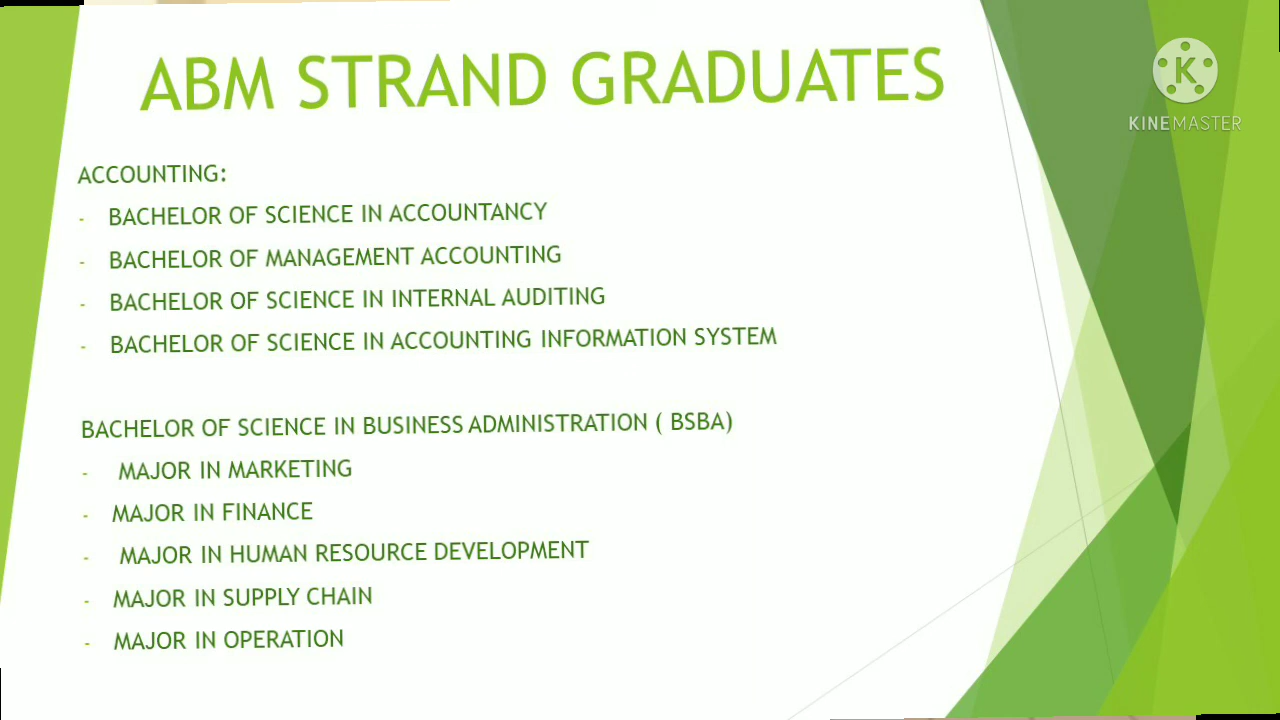 ABM STRAND GRADUATES
KINEMASTER
ACCOUNTING:
- BACHELOR OF SCIENCE IN ACCOUNTANCY
- BACHELOR OF MANAGEMENT ACCOUNTING
- BACHELOR OF SCIENCE IN INTERNAL AUDITING
- BACHELOR OF SCIENCE IN ACCOUNTING INFORMATION SYSTEM
BACHELOR OF SCIENCE IN BUSINESS ADMINISTRATION ( BSBA)
- MAJOR IN MARKETING
- MAJOR IN FINANCE
- MAJOR IN HUMAN RESOURCE DEVELOPMENT
- MAJOR IN SUPPLY CHAIN
- MAJOR IN OPERATION